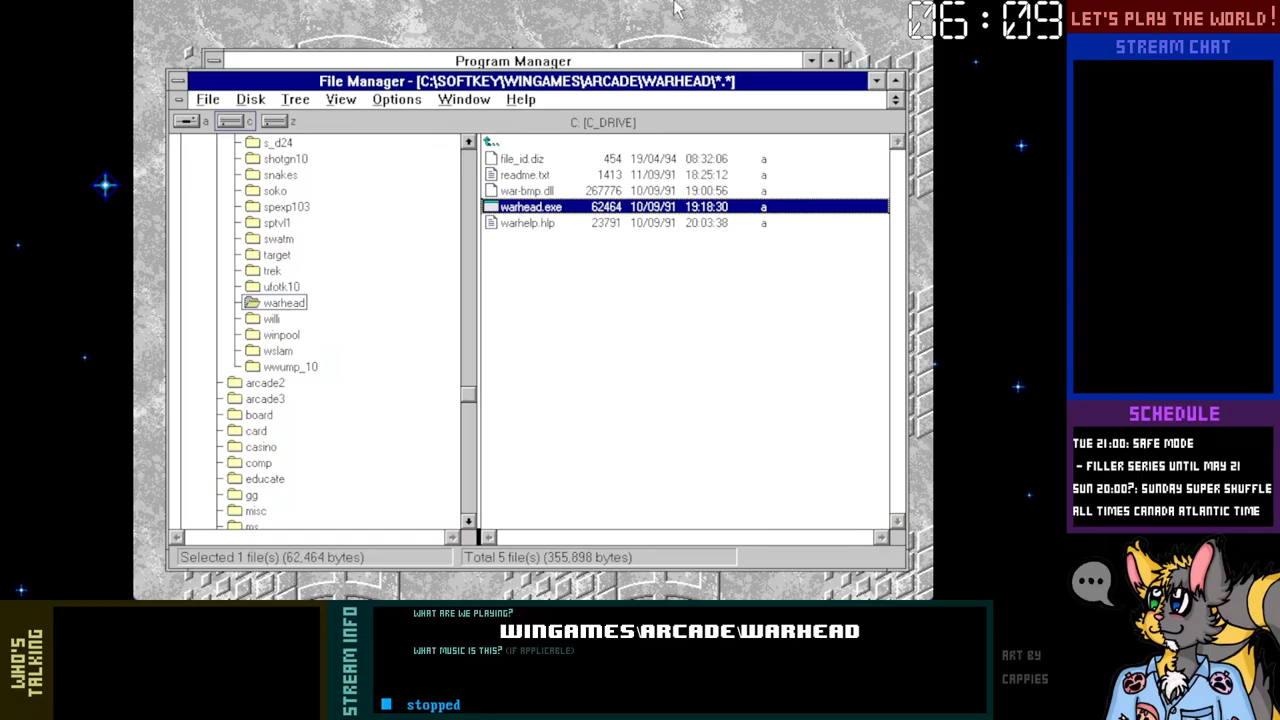 06:09
LET'S PLAY THE WORLD!
STREAM CHAT
Program Manager
File Manager - [C:\SOFTKEY\WINGAMES\ARCADE\WARHEAD\*.*]
File Disk Tree View Options Window Help
a c z C: [C_DRIVE]
s_d24
shotgn10
snakes
soko
spexp103
sptvl1
swatm
target
trek
ufotk10
warhead
willi
winpool
wslam
wwump_10
arcade2
arcade3
board
card
casino
comp
educate
gg
misc
ms
file_id.diz 454 19/04/94 08:32:06 a
readme.txt 1413 11/09/91 18:25:12 a
war-bmp.dll 267776 10/09/91 19:00:56 a
warhead.exe 62464 10/09/91 19:18:30 a
warhelp.hlp 23791 10/09/91 20:03:38 a
Selected 1 file(s) (62,464 bytes) Total 5 file(s) (355,898 bytes)
SCHEDULE
TUE 21:00: SAFE MODE
- FILLER SERIES UNTIL MAY 21
SUN 20:00?: SUNDAY SUPER SHUFFLE
ALL TIMES CANADA ATLANTIC TIME
WHO'S TALKING
STREAM INFO
WHAT ARE WE PLAYING?
WINGAMES\ARCADE\WARHEAD
WHAT MUSIC IS THIS? (IF APPLICABLE)
stopped
ART BY
CAPPIES